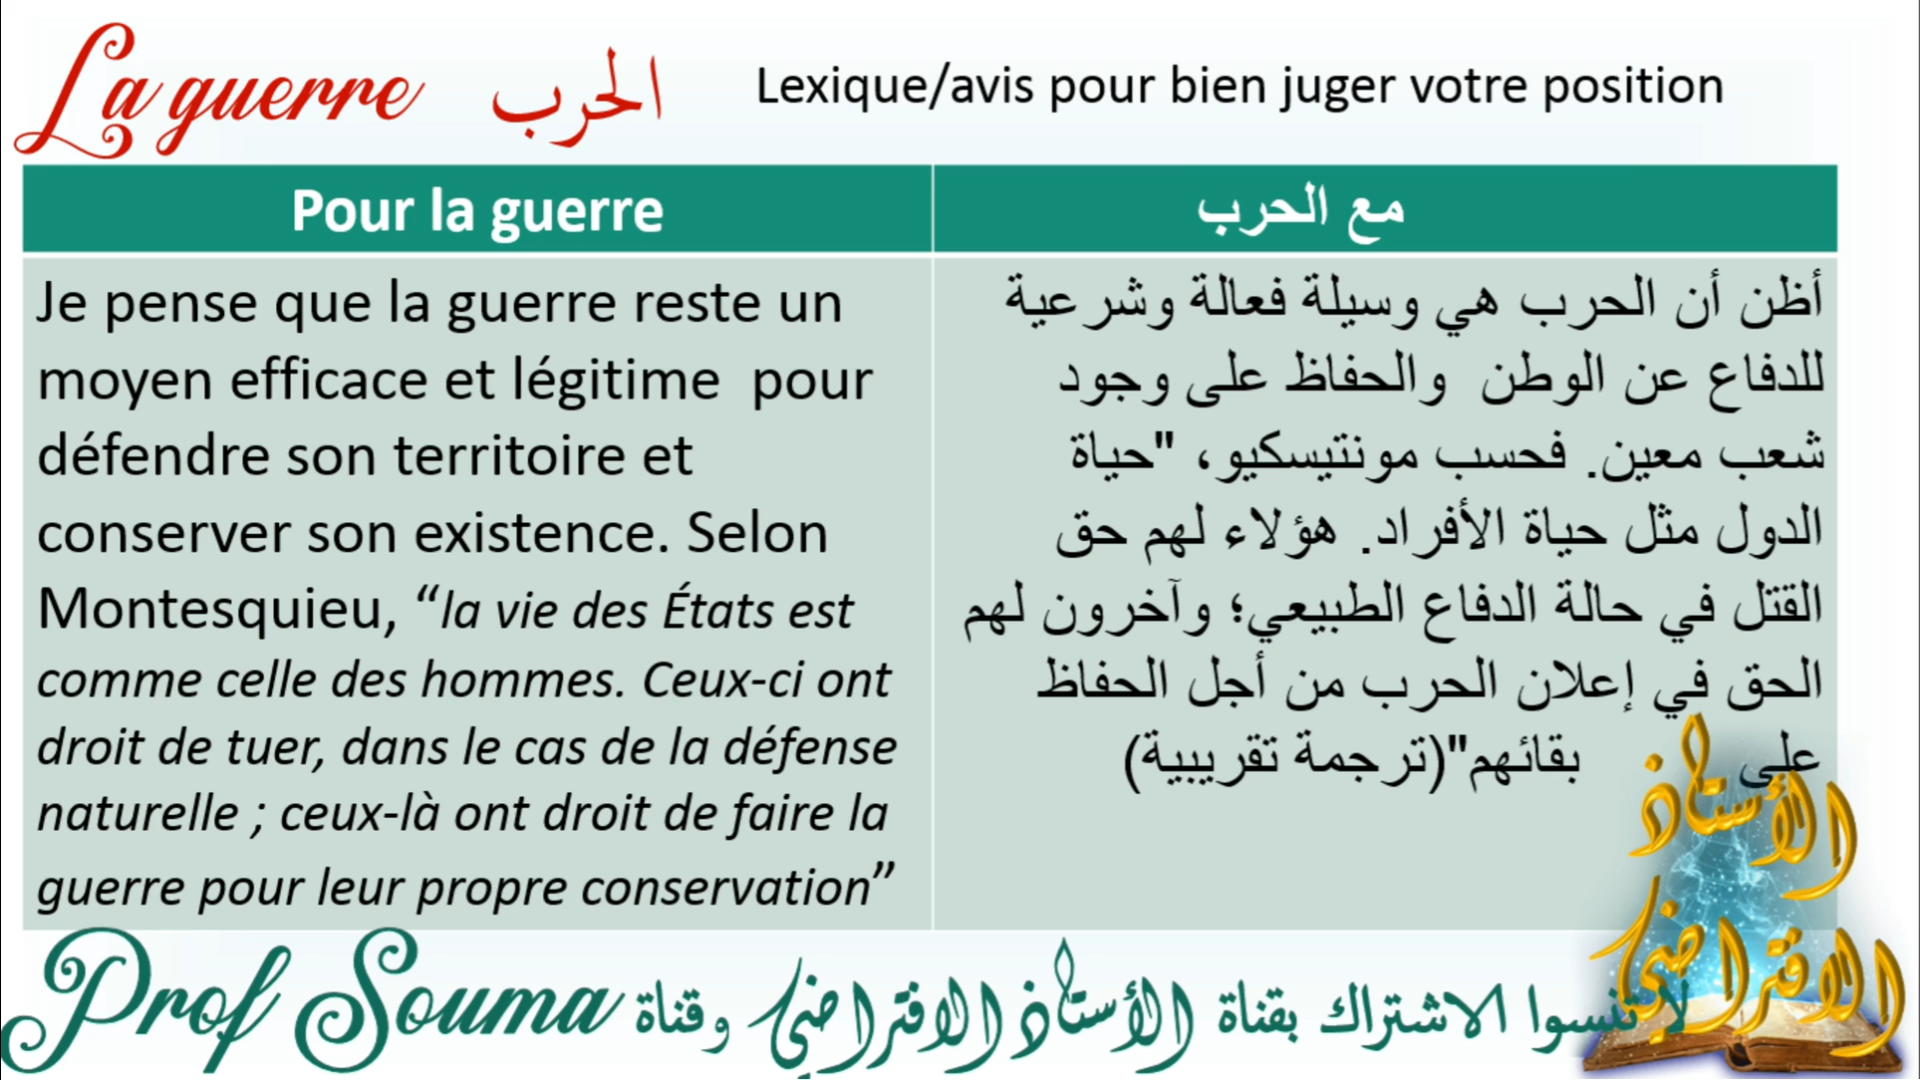 La guerre الحرب Lexique/avis pour bien juger votre position
Pour la guerre
Je pense que la guerre reste un
moyen efficace et légitime pour
défendre son territoire et
conserver son existence. Selon
Montesquieu, “la vie des États est
comme celle des hommes. Ceux-ci ont
droit de tuer, dans le cas de la défense
naturelle ; ceux-là ont droit de faire la
guerre pour leur propre conservation”
مع الحرب
أظن أن الحرب هي وسيلة فعالة وشرعية
للدفاع عن الوطن والحفاظ على وجود
شعب معين. فحسب مونتيسكيو، "حياة
الدول مثل حياة الأفراد. هؤلاء لهم حق
القتل في حالة الدفاع الطبيعي؛ وآخرون لهم
الحق في إعلان الحرب من أجل الحفاظ
على بقائهم"(ترجمة تقريبية)
الأستاذ
الافتراضي
لا تنسوا الاشتراك بقناة الأستاذ الافتراضي وقناة Prof Souma